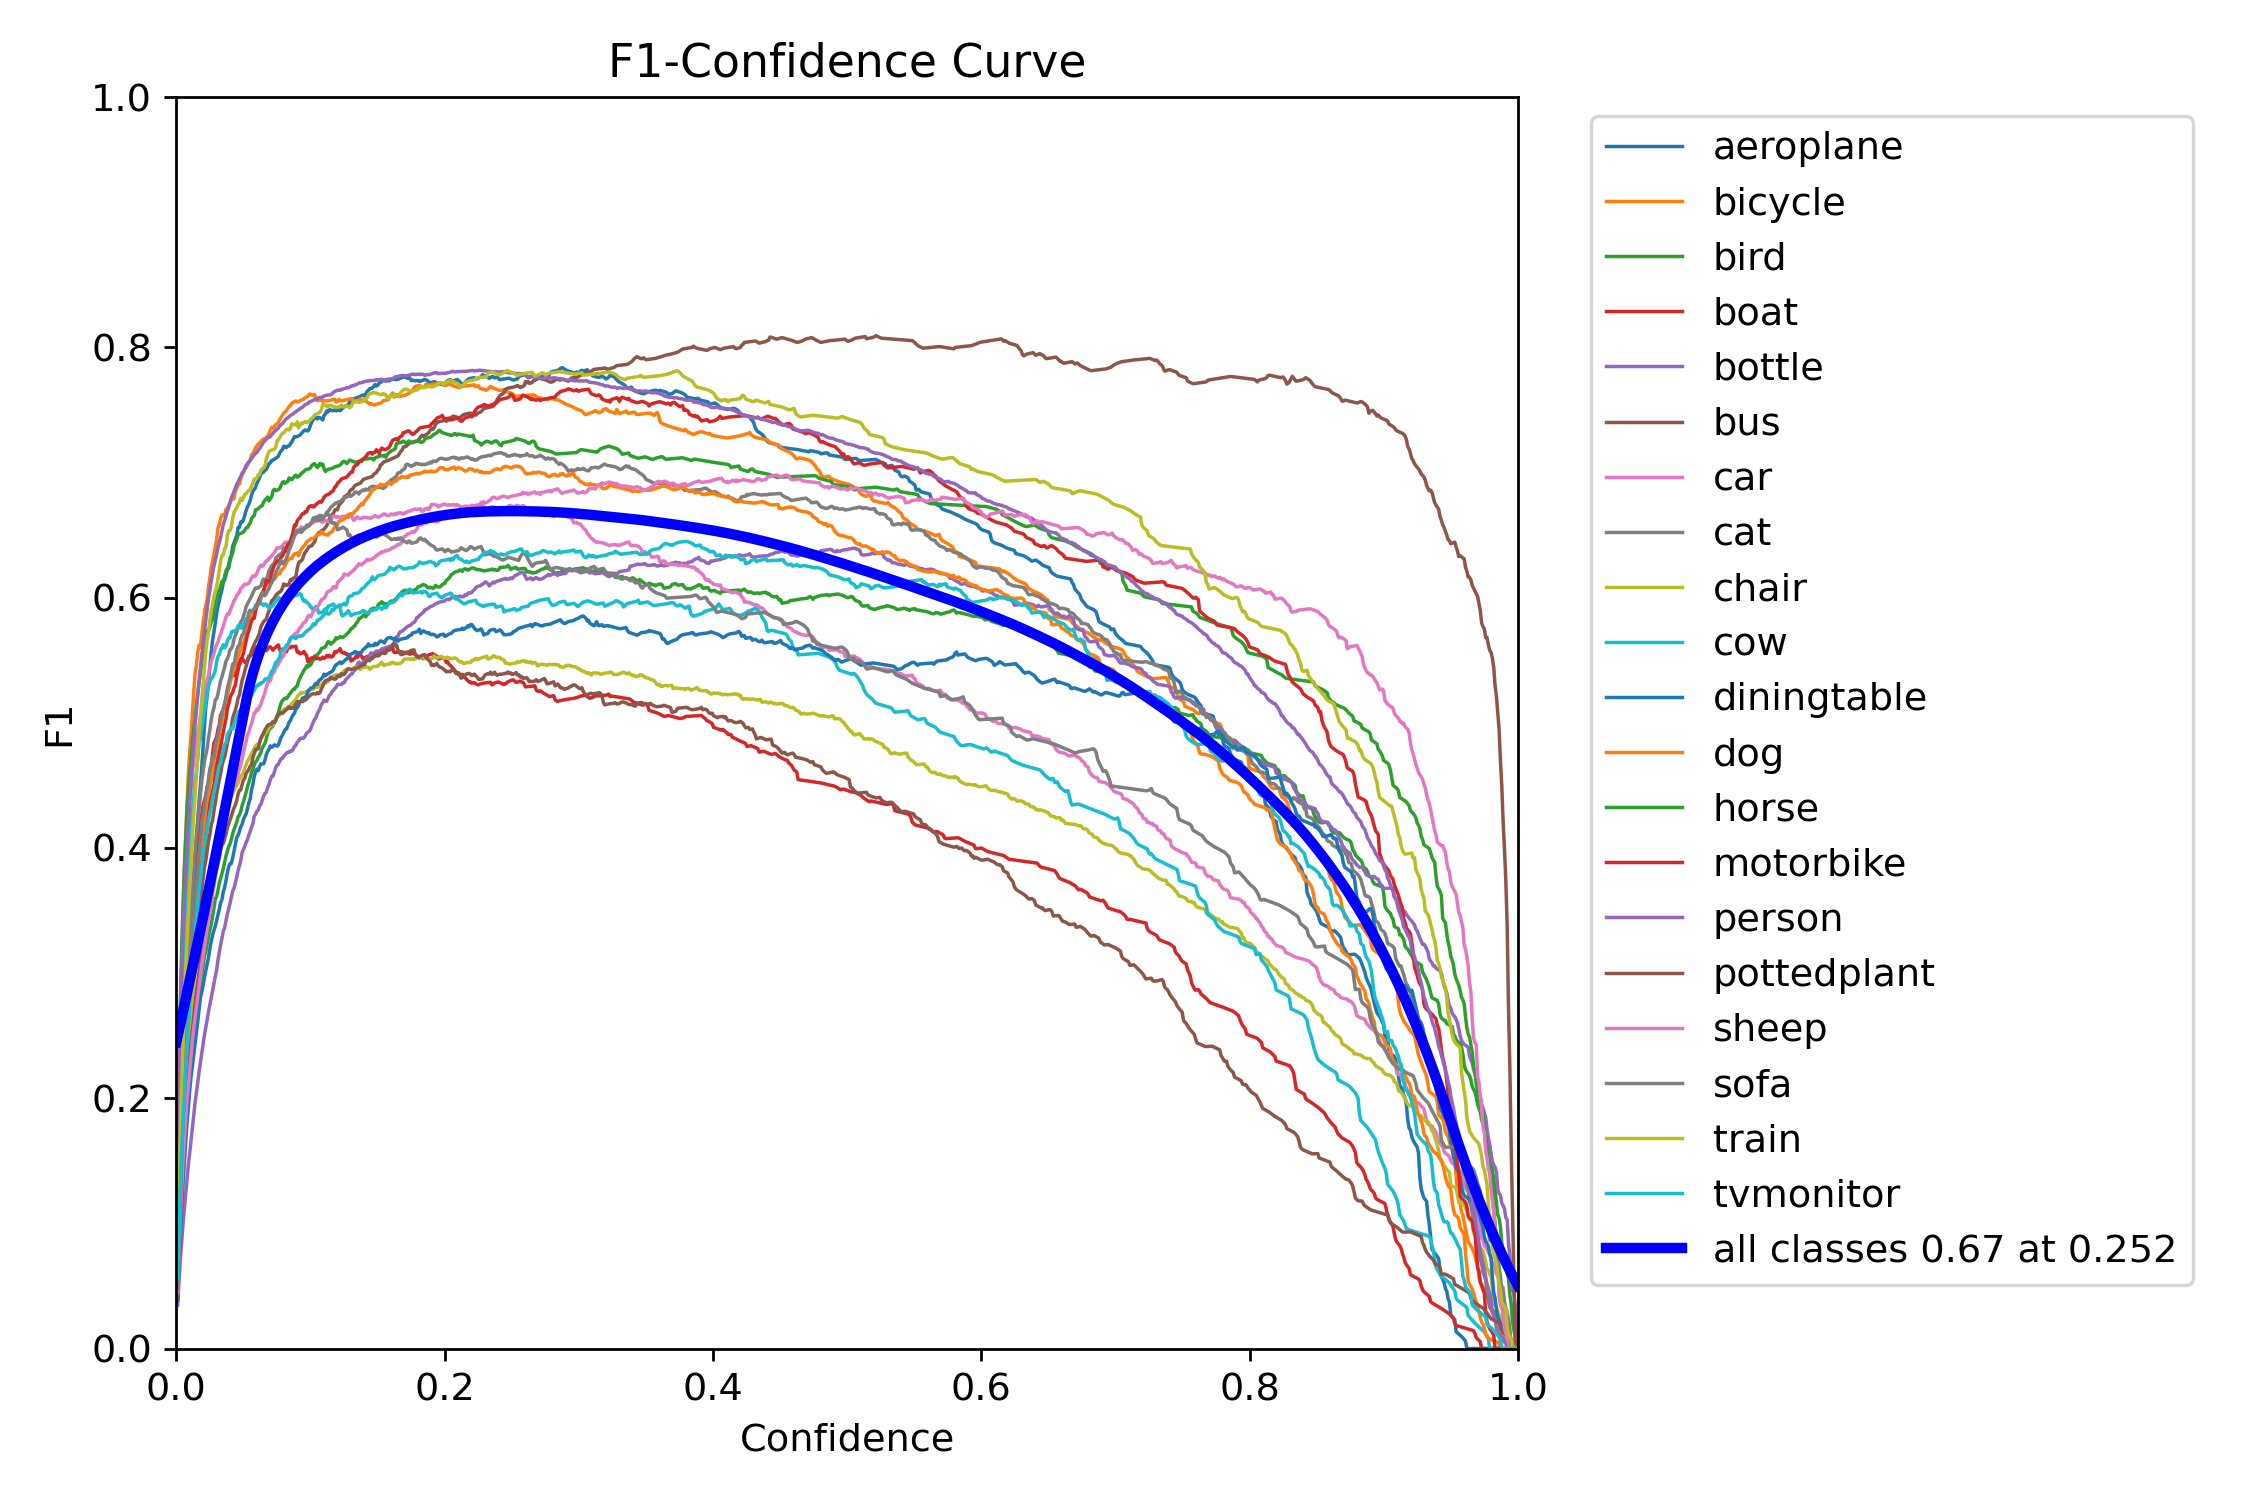 F1-Confidence Curve
1.0
0.8
0.6
0.4
0.2
0.0
F1
0.0 0.2 0.4 0.6 0.8 1.0
Confidence
aeroplane
bicycle
bird
boat
bottle
bus
car
cat
chair
cow
diningtable
dog
horse
motorbike
person
pottedplant
sheep
sofa
train
tvmonitor
all classes 0.67 at 0.252